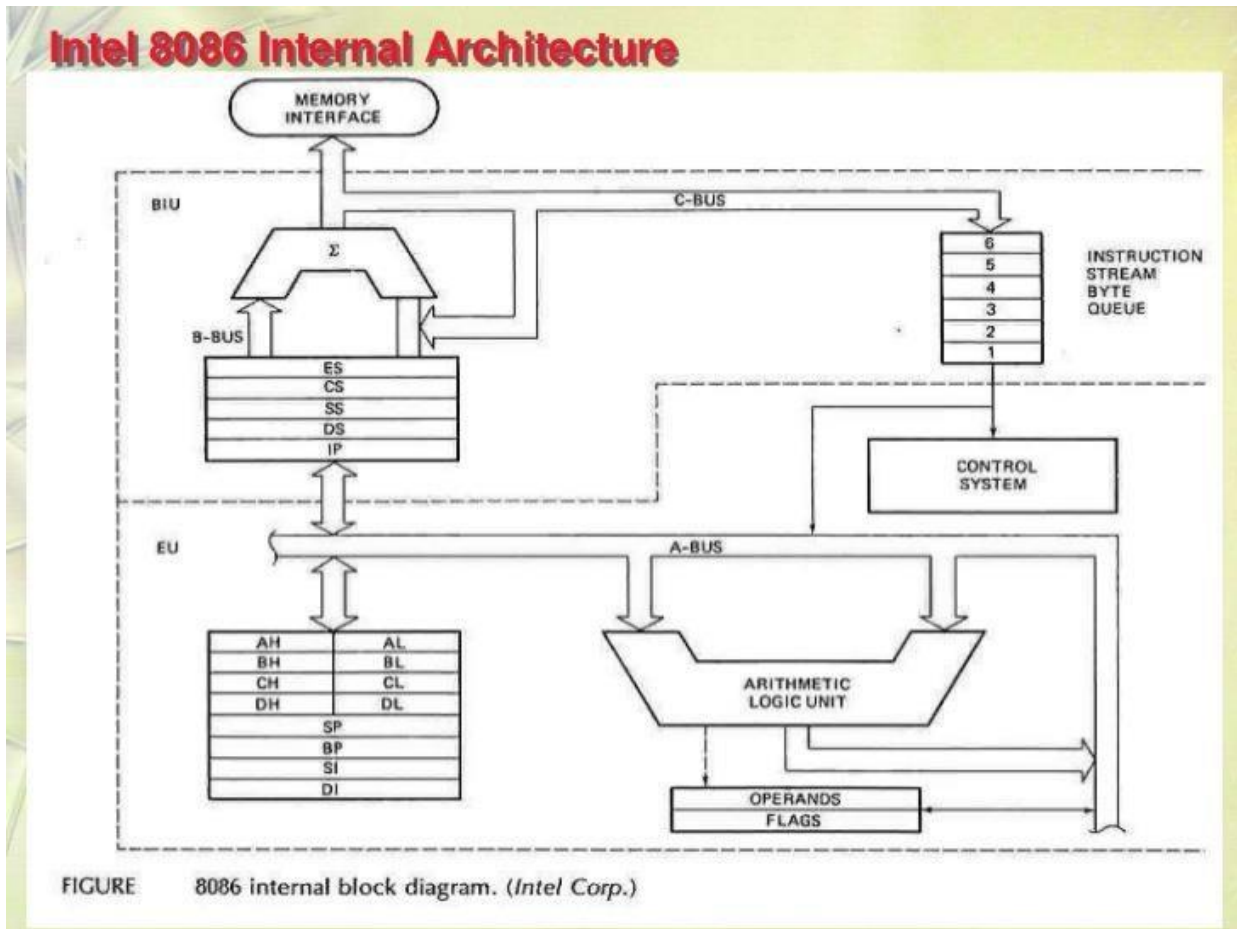 Intel 8086 Internal Architecture
MEMORY
INTERFACE
BIU
C-BUS
Σ
6
5
4
3
2
1
INSTRUCTION
STREAM
BYTE
QUEUE
B-BUS
ES
CS
SS
DS
IP
CONTROL
SYSTEM
EU
A-BUS
AH AL
BH BL
CH CL
DH DL
SP
BP
SI
DI
ARITHMETIC
LOGIC UNIT
OPERANDS
FLAGS
FIGURE 8086 internal block diagram. (Intel Corp.)